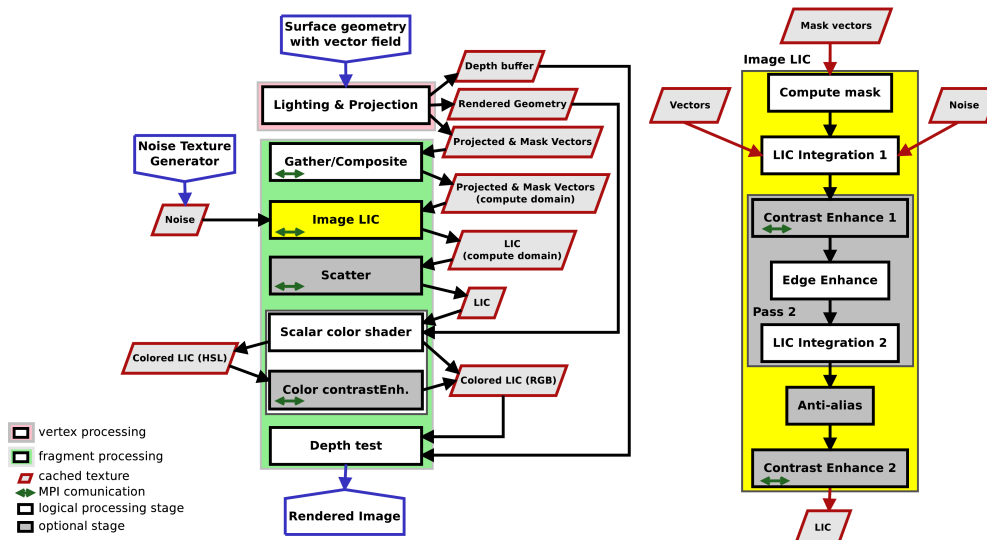 Surface geometry
with vector field
Depth buffer
Lighting & Projection
Rendered Geometry
Projected & Mask Vectors
Noise Texture
Generator
Gather/Composite
Projected & Mask Vectors
(compute domain)
Noise
Image LIC
LIC
(compute domain)
Scatter
LIC
Scalar color shader
Colored LIC (HSL)
Colored LIC (RGB)
Color contrastEnh.
Depth test
Rendered Image
vertex processing
fragment processing
cached texture
MPI comunication
logical processing stage
optional stage
Mask vectors
Image LIC
Compute mask
Vectors
Noise
LIC Integration 1
Contrast Enhance 1
Edge Enhance
Pass 2
LIC Integration 2
Anti-alias
Contrast Enhance 2
LIC